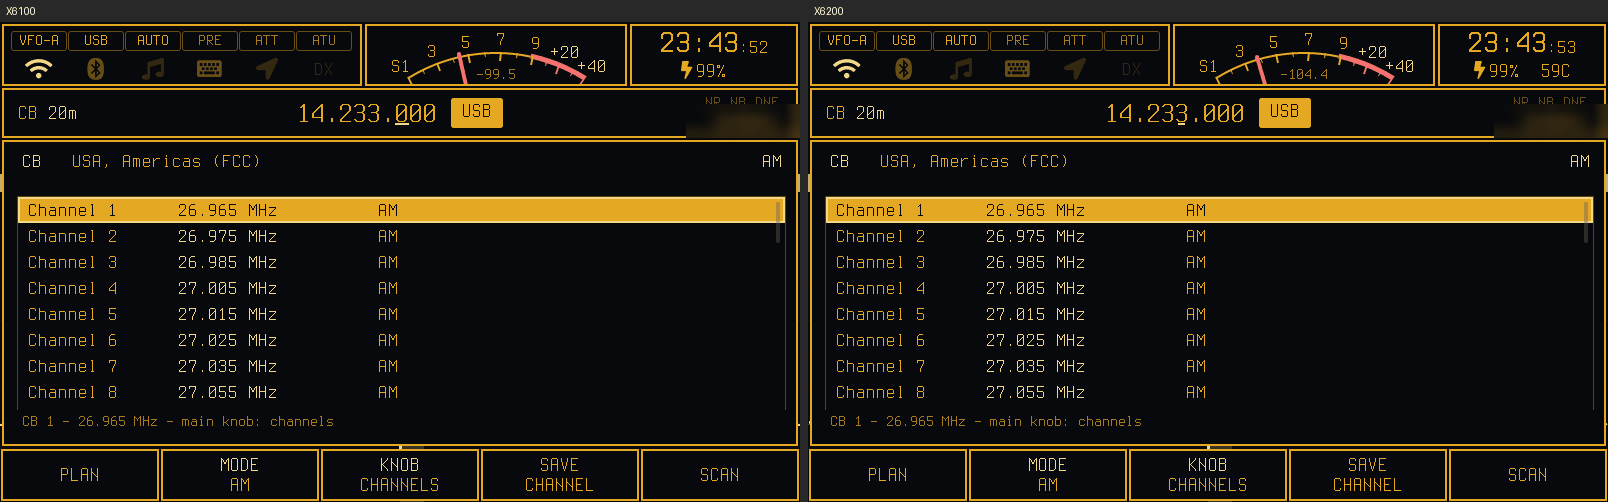 X6100
VFO-A USB AUTO PRE ATT ATU
DX
S1 3 5 7 9 +20 +40
-99.5
23:43:52
99%
CB 20m 14.233.000 USB
NR NB DNF
CB USA, Americas (FCC) AM
Channel 1 26.965 MHz AM
Channel 2 26.975 MHz AM
Channel 3 26.985 MHz AM
Channel 4 27.005 MHz AM
Channel 5 27.015 MHz AM
Channel 6 27.025 MHz AM
Channel 7 27.035 MHz AM
Channel 8 27.055 MHz AM
CB 1 - 26.965 MHz - main knob: channels
PLAN
MODE
AM
KNOB
CHANNELS
SAVE
CHANNEL
SCAN
X6200
VFO-A USB AUTO PRE ATT ATU
DX
S1 3 5 7 9 +20 +40
-104.4
23:43:53
99% 59C
CB 20m 14.233.000 USB
NR NB DNF
CB USA, Americas (FCC) AM
Channel 1 26.965 MHz AM
Channel 2 26.975 MHz AM
Channel 3 26.985 MHz AM
Channel 4 27.005 MHz AM
Channel 5 27.015 MHz AM
Channel 6 27.025 MHz AM
Channel 7 27.035 MHz AM
Channel 8 27.055 MHz AM
CB 1 - 26.965 MHz - main knob: channels
PLAN
MODE
AM
KNOB
CHANNELS
SAVE
CHANNEL
SCAN